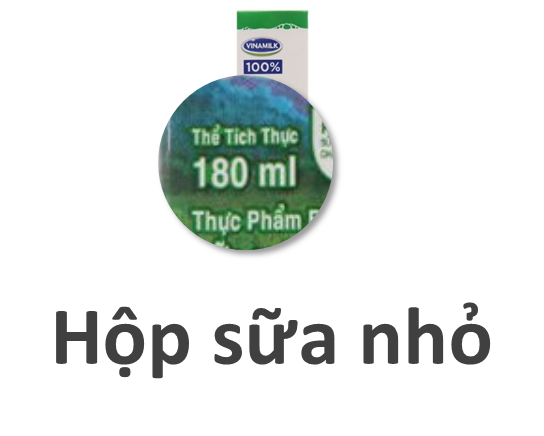 VINAMILK
100%
Thể Tích Thực
180 ml
Thực Phẩm
Hộp sữa nhỏ